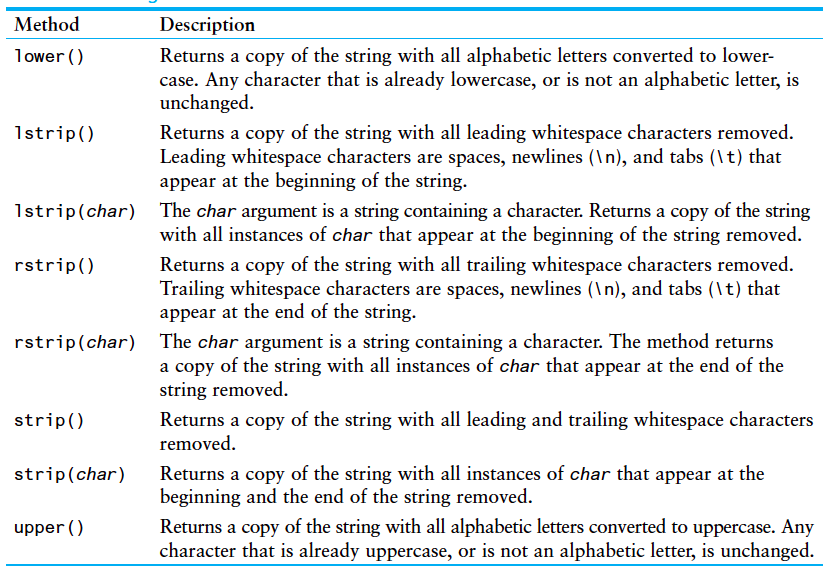 Method Description
lower() Returns a copy of the string with all alphabetic letters converted to lower-
case. Any character that is already lowercase, or is not an alphabetic letter, is
unchanged.
lstrip() Returns a copy of the string with all leading whitespace characters removed.
Leading whitespace characters are spaces, newlines (\n), and tabs (\t) that
appear at the beginning of the string.
lstrip(char) The char argument is a string containing a character. Returns a copy of the string
with all instances of char that appear at the beginning of the string removed.
rstrip() Returns a copy of the string with all trailing whitespace characters removed.
Trailing whitespace characters are spaces, newlines (\n), and tabs (\t) that
appear at the end of the string.
rstrip(char) The char argument is a string containing a character. The method returns
a copy of the string with all instances of char that appear at the end of the
string removed.
strip() Returns a copy of the string with all leading and trailing whitespace characters
removed.
strip(char) Returns a copy of the string with all instances of char that appear at the
beginning and the end of the string removed.
upper() Returns a copy of the string with all alphabetic letters converted to uppercase. Any
character that is already uppercase, or is not an alphabetic letter, is unchanged.